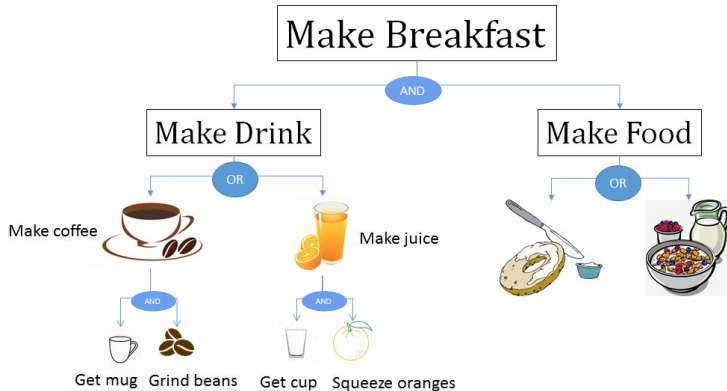 Make Breakfast
AND
Make Drink
Make Food
OR
OR
Make coffee
Make juice
AND
AND
Get mug
Grind beans
Get cup
Squeeze oranges